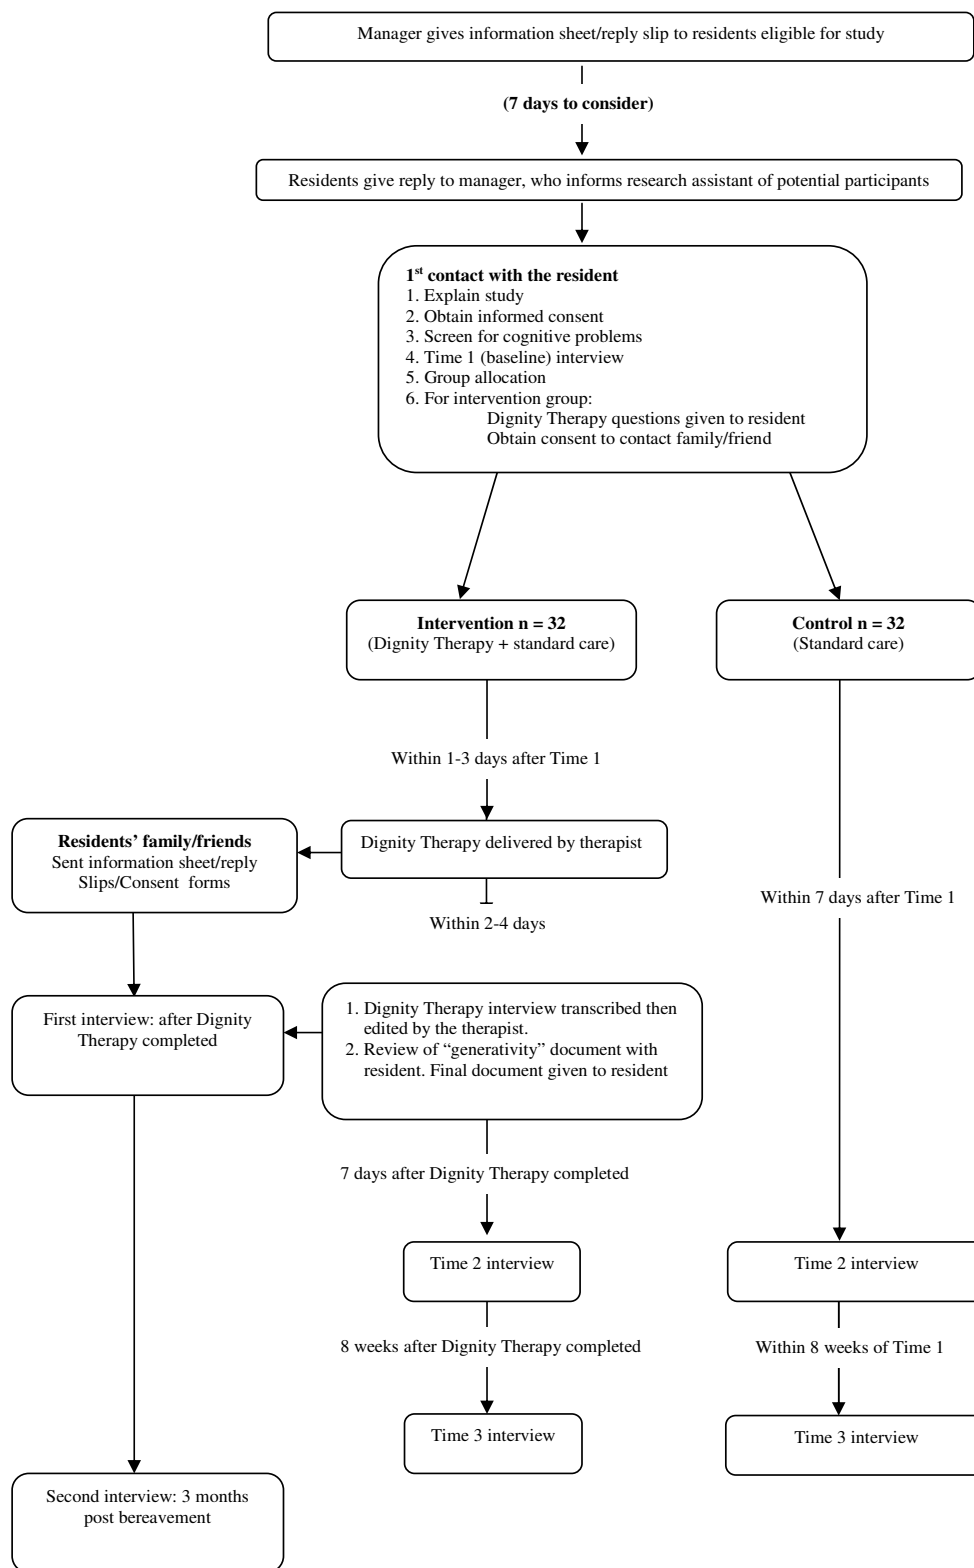 Manager gives information sheet/reply slip to residents eligible for study
(7 days to consider)
Residents give reply to manager, who informs research assistant of potential participants
1st contact with the resident
1. Explain study
2. Obtain informed consent
3. Screen for cognitive problems
4. Time 1 (baseline) interview
5. Group allocation
6. For intervention group:
Dignity Therapy questions given to resident
Obtain consent to contact family/friend
Intervention n = 32
(Dignity Therapy + standard care)
Control n = 32
(Standard care)
Within 1-3 days after Time 1
Residents’ family/friends
Sent information sheet/reply
Slips/Consent forms
Dignity Therapy delivered by therapist
Within 7 days after Time 1
Within 2-4 days
First interview: after Dignity
Therapy completed
1. Dignity Therapy interview transcribed then
edited by the therapist.
2. Review of “generativity” document with
resident. Final document given to resident
7 days after Dignity Therapy completed
Time 2 interview
Time 2 interview
8 weeks after Dignity Therapy completed
Within 8 weeks of Time 1
Time 3 interview
Time 3 interview
Second interview: 3 months
post bereavement